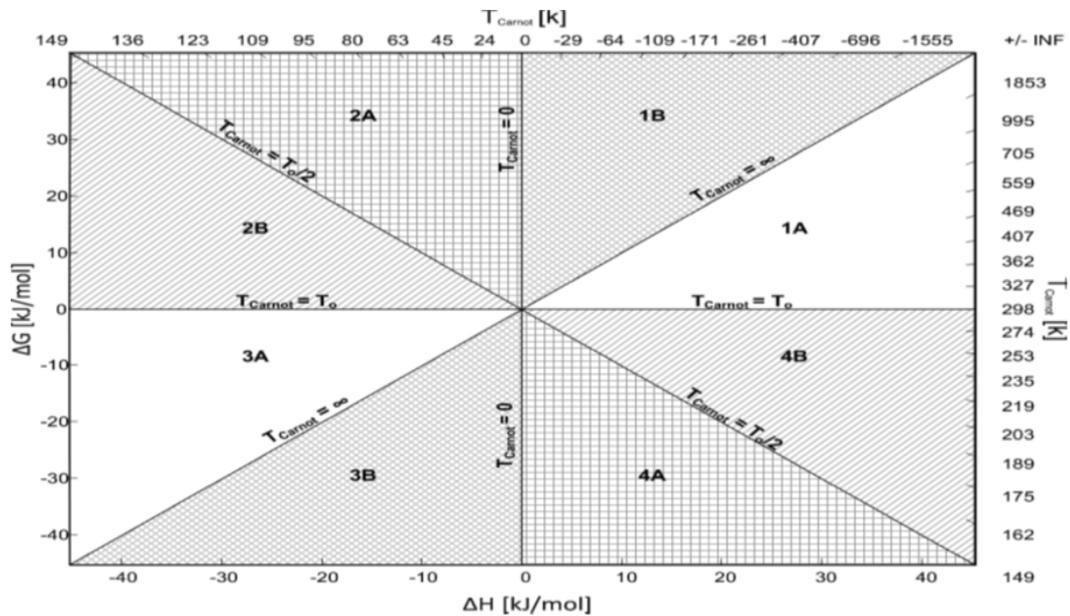 T_Carnot [k]
149 136 123 109 95 80 63 45 24 0 -29 -64 -109 -171 -261 -407 -696 -1555 +/- INF
40
30
20
10
0
-10
-20
-30
-40
ΔG [kJ/mol]
2A
1B
T_Carnot = T_o/2
T_Carnot = 0
T_Carnot = ∞
2B
1A
T_Carnot = T_o
T_Carnot = T_o
3A
4B
T_Carnot = ∞
T_Carnot = 0
T_Carnot = T_o/2
3B
4A
1853
995
705
559
469
407
362
327
298
274
253
235
219
203
189
175
162
149
T_Carnot [k]
-40 -30 -20 -10 0 10 20 30 40
ΔH [kJ/mol]